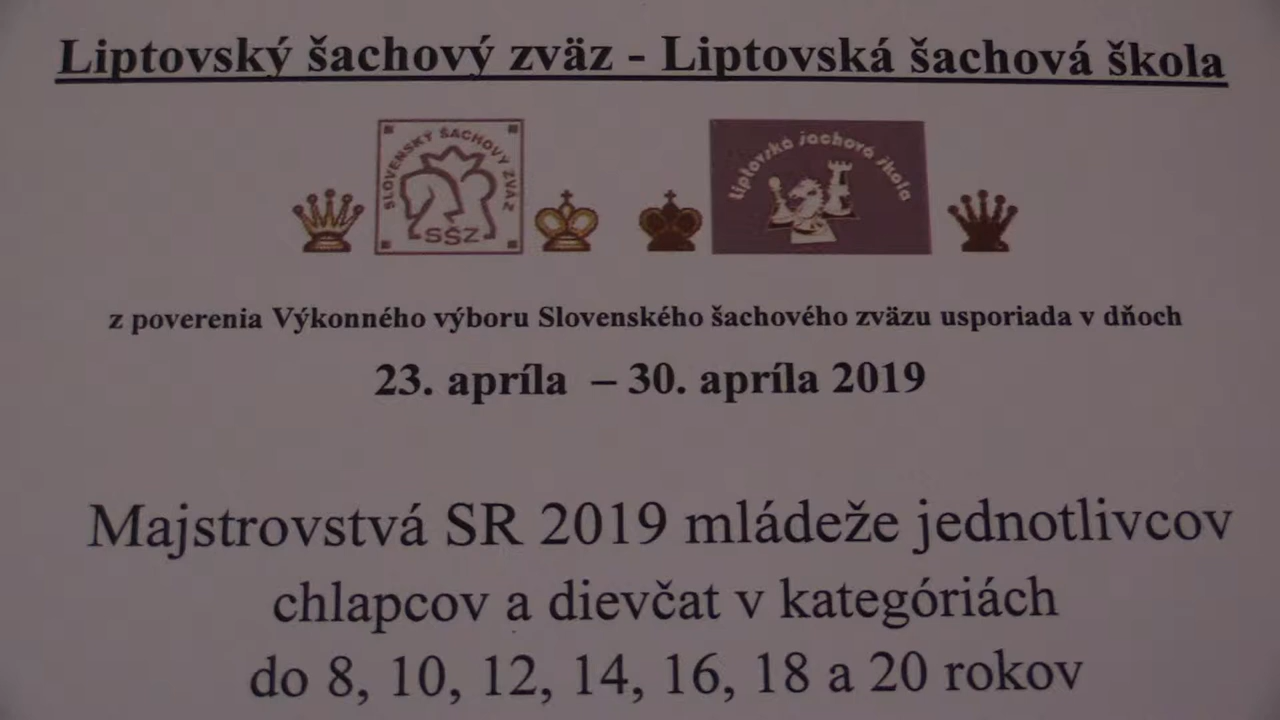 Liptovský šachový zväz - Liptovská šachová škola
SLOVENSKÝ ŠACHOVÝ ZVÄZ
SŠZ
Liptovská šachová škola
z poverenia Výkonného výboru Slovenského šachového zväzu usporiada v dňoch
23. apríla – 30. apríla 2019
Majstrovstvá SR 2019 mládeže jednotlivcov
chlapcov a dievčat v kategóriách
do 8, 10, 12, 14, 16, 18 a 20 rokov